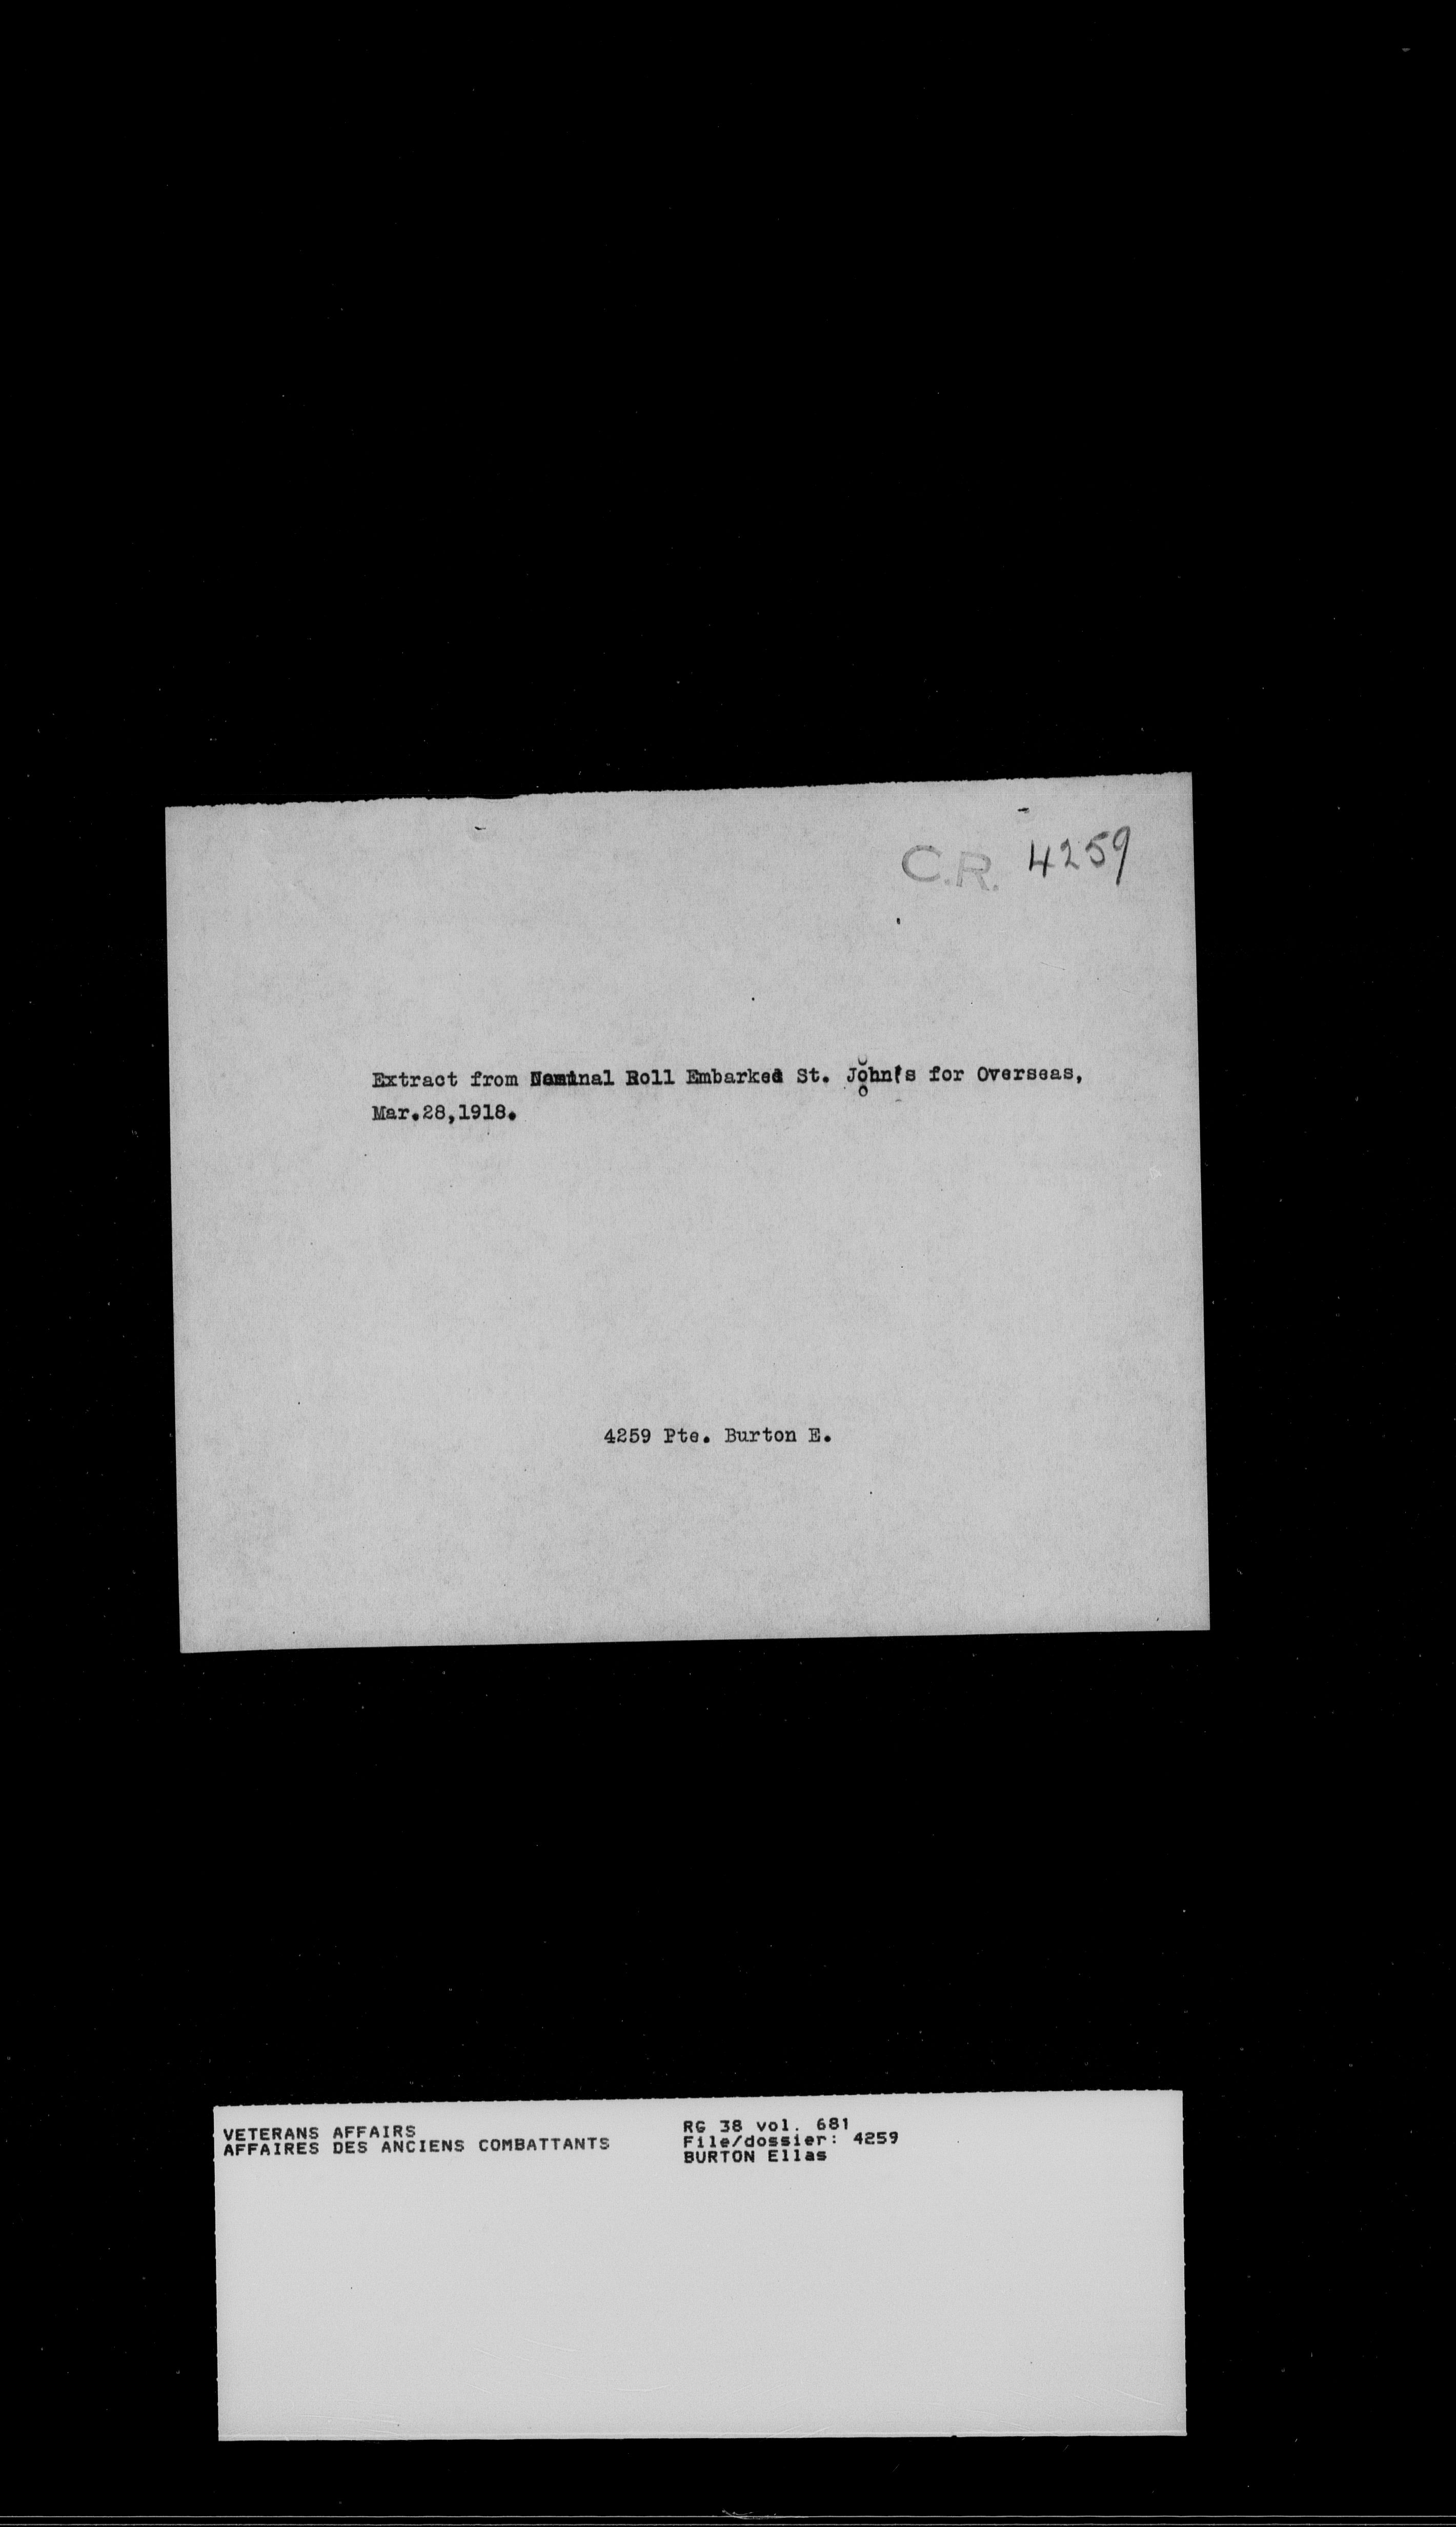 C.R. 4259
Extract from Nominal Roll Embarked St. John's for Overseas,
Mar.28,1918.
4259 Pte. Burton E.
VETERANS AFFAIRS
AFFAIRES DES ANCIENS COMBATTANTS
RG 38 vol. 681
File/dossier: 4259
BURTON Elias